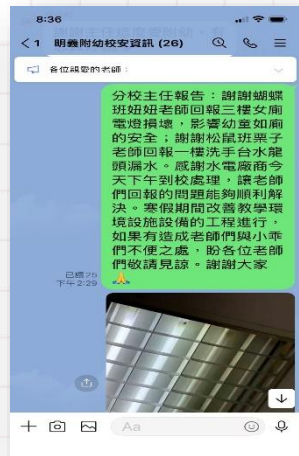 8:36
1 明義附幼校安資訊 (26)
各位親愛的老師：
分校主任報告：謝謝蝴蝶
班妞妞老師回報三樓女廁
電燈損壞，影響幼童如廁
的安全；謝謝松鼠班栗子
老師回報一樓洗手台水龍
頭漏水。感謝水電廠商今
天下午到校處理，讓老師
們回報的問題能夠順利解
決。寒假期間改善教學環
境設施設備的工程進行，
如果有造成老師們與小乖
們不便之處，盼各位老師
們敬請見諒。謝謝大家
🙏
已讀 25
下午 2:29
Aa